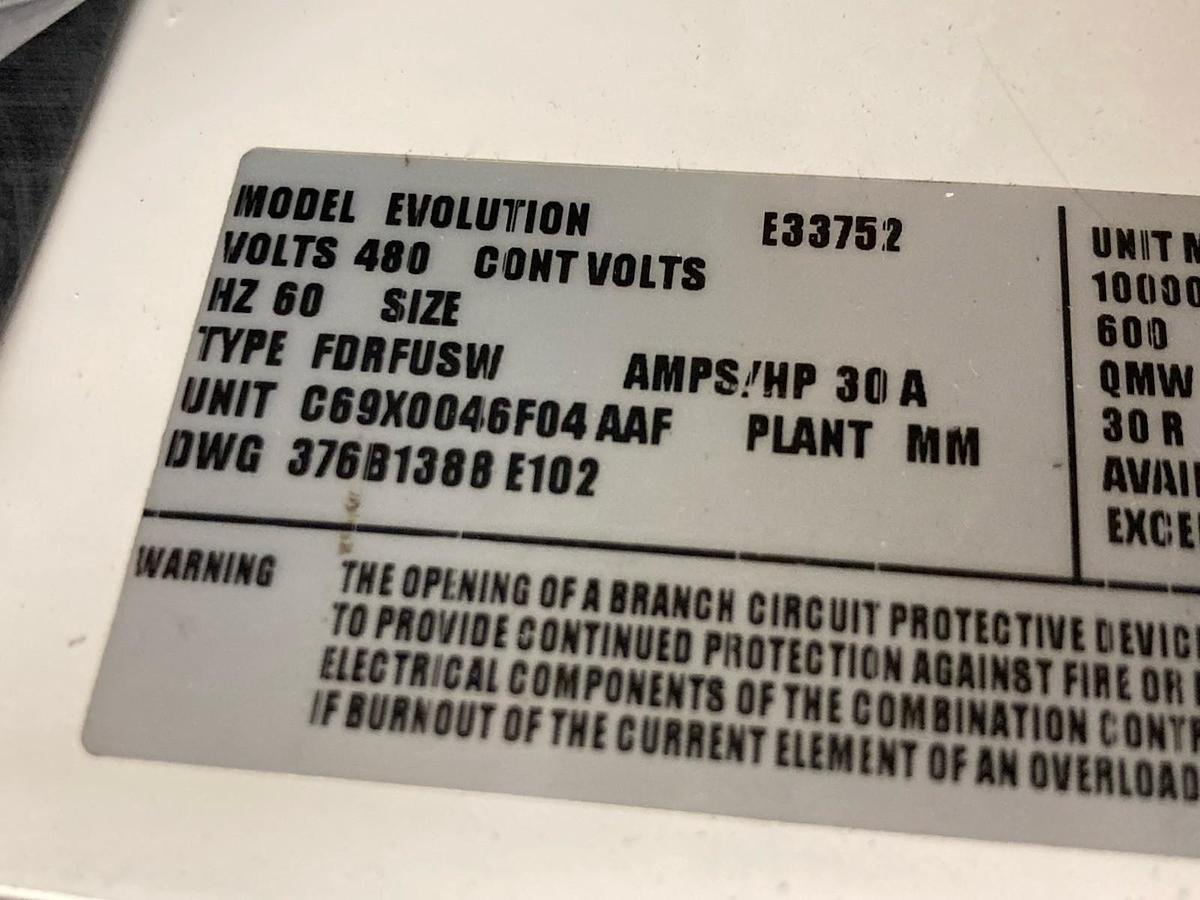 MODEL EVOLUTION E33752
VOLTS 480 CONT VOLTS
HZ 60 SIZE
TYPE FDRFUSW AMPS/HP 30 A
UNIT C69X0046F04 AAF PLANT MM
DWG 376B1388 E102
UNIT
10000
600
QMW
30 R
WARNING THE OPENING OF A BRANCH CIRCUIT PROTECTIVE
TO PROVIDE CONTINUED PROTECTION AGAINST FIRE OR
ELECTRICAL COMPONENTS OF THE COMBINATION
IF BURNOUT OF THE CURRENT ELEMENT OF AN OVERLOAD